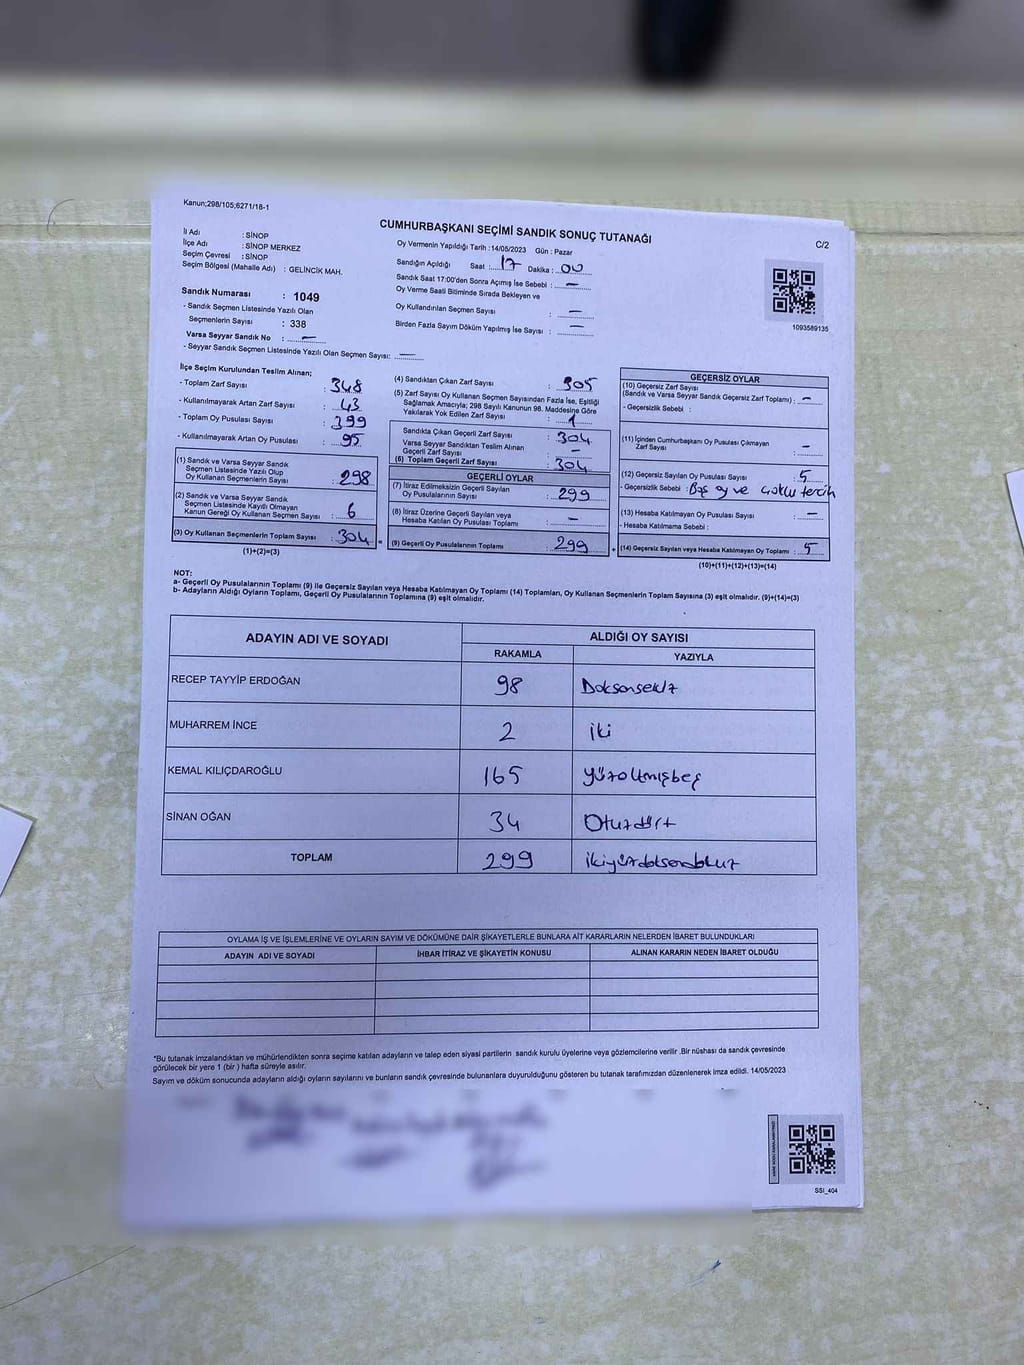 Kanun;298/105;6271/18-1
CUMHURBAŞKANI SEÇİMİ SANDIK SONUÇ TUTANAĞI
C/2
İl Adı : SİNOP
İlçe Adı : SİNOP MERKEZ
Seçim Çevresi : SİNOP
Seçim Bölgesi (Mahalle Adı) : GELİNCİK MAH.
Oy Vermenin Yapıldığı Tarih : 14/05/2023 Gün : Pazar
Sandığın Açıldığı Saat : 17 Dakika : 00
Sandık Saat 17:00'den Sonra Açımış İse Sebebi : —
Oy Verme Saati Bitiminde Sırada Bekleyen ve
Oy Kullandırılan Seçmen Sayısı : —
Birden Fazla Sayım Döküm Yapılmış İse Sayısı : —
1093589135
Sandık Numarası : 1049
- Sandık Seçmen Listesinde Yazılı Olan
Seçmenlerin Sayısı : 338
Varsa Seyyar Sandık No : —
- Seyyar Sandık Seçmen Listesinde Yazılı Olan Seçmen Sayısı: —
İlçe Seçim Kurulundan Teslim Alınan;
- Toplam Zarf Sayısı : 348
- Kullanılmayarak Artan Zarf Sayısı : 43
- Toplam Oy Pusulası Sayısı : 399
- Kullanılmayarak Artan Oy Pusulası : 95
(1) Sandık ve Varsa Seyyar Sandık
Seçmen Listesinde Yazılı Olup
Oy Kullanan Seçmenlerin Sayısı : 298
(2) Sandık ve Varsa Seyyar Sandık
Seçmen Listesinde Kayıtlı Olmayan
Kanun Gereği Oy Kullanan Seçmen Sayısı : 6
(3) Oy Kullanan Seçmenlerin Toplam Sayısı : 304 =
(1)+(2)=(3)
(4) Sandıktan Çıkan Zarf Sayısı : 305
(5) Zarf Sayısı Oy Kullanan Seçmen Sayısından Fazla İse, Eşitliği
Sağlamak Amacıyla; 298 Sayılı Kanunun 98. Maddesine Göre
Yakılarak Yok Edilen Zarf Sayısı : 1
Sandıkta Çıkan Geçerli Zarf Sayısı : 304
Varsa Seyyar Sandıktan Teslim Alınan
Geçerli Zarf Sayısı : —
(6) Toplam Geçerli Zarf Sayısı : 304
GEÇERLİ OYLAR
(7) İtiraz Edilmeksizin Geçerli Sayılan
Oy Pusulalarının Sayısı : 299
(8) İtiraz Üzerine Geçerli Sayılan veya
Hesaba Katılan Oy Pusulaları Toplamı : —
(9) Geçerli Oy Pusulalarının Toplamı : 299 +
GEÇERSİZ OYLAR
(10) Geçersiz Zarf Sayısı
(Sandık ve Varsa Seyyar Sandık Geçersiz Zarf Toplamı) : —
- Geçersizlik Sebebi :
(11) İçinden Cumhurbaşkanı Oy Pusulası Çıkmayan
Zarf Sayısı : —
(12) Geçersiz Sayılan Oy Pusulası Sayısı : 5
- Geçersizlik Sebebi : Boş oy ve çoklu tercih
(13) Hesaba Katılmayan Oy Pusulası Sayısı : —
- Hesaba Katılmama Sebebi :
(14) Geçersiz Sayılan veya Hesaba Katılmayan Oy Toplamı : 5
(10)+(11)+(12)+(13)=(14)
NOT:
a- Geçerli Oy Pusulalarının Toplamı (9) ile Geçersiz Sayılan veya Hesaba Katılmayan Oy Toplamı (14) Toplamları, Oy Kullanan Seçmenlerin Toplam Sayısına (3) eşit olmalıdır. (9)+(14)=(3)
b- Adayların Aldığı Oyların Toplamı, Geçerli Oy Pusulalarının Toplamına (9) eşit olmalıdır.
ADAYIN ADI VE SOYADI
ALDIĞI OY SAYISI
RAKAMLA YAZIYLA
RECEP TAYYİP ERDOĞAN 98 Doksansekiz
MUHARREM İNCE 2 iki
KEMAL KILIÇDAROĞLU 165 yüzaltmışbeş
SİNAN OĞAN 34 Otuzdört
TOPLAM 299 ikiyüzdoksandokuz
OYLAMA İŞ VE İŞLEMLERİNE VE OYLARIN SAYIM VE DÖKÜMÜNE DAİR ŞİKAYETLERLE BUNLARA AİT KARARLARIN NELERDEN İBARET BULUNDUKLARI
ADAYIN ADI VE SOYADI İHBAR İTİRAZ VE ŞİKAYETİN KONUSU ALINAN KARARIN NEDEN İBARET OLDUĞU
*Bu tutanak imzalandıktan ve mühürlendikten sonra seçime katılan adayların ve talep eden siyasi partilerin sandık kurulu üyelerine veya gözlemcilerine verilir .Bir nüshası da sandık çevresinde
görülecek bir yere 1 (bir ) hafta süreyle asılır.
Sayım ve döküm sonucunda adayların aldığı oyların sayılarını ve bunların sandık çevresinde bulunanlara duyurulduğunu gösteren bu tutanak tarafımızdan düzenlenerek imza edildi. 14/05/2023
SSI_404